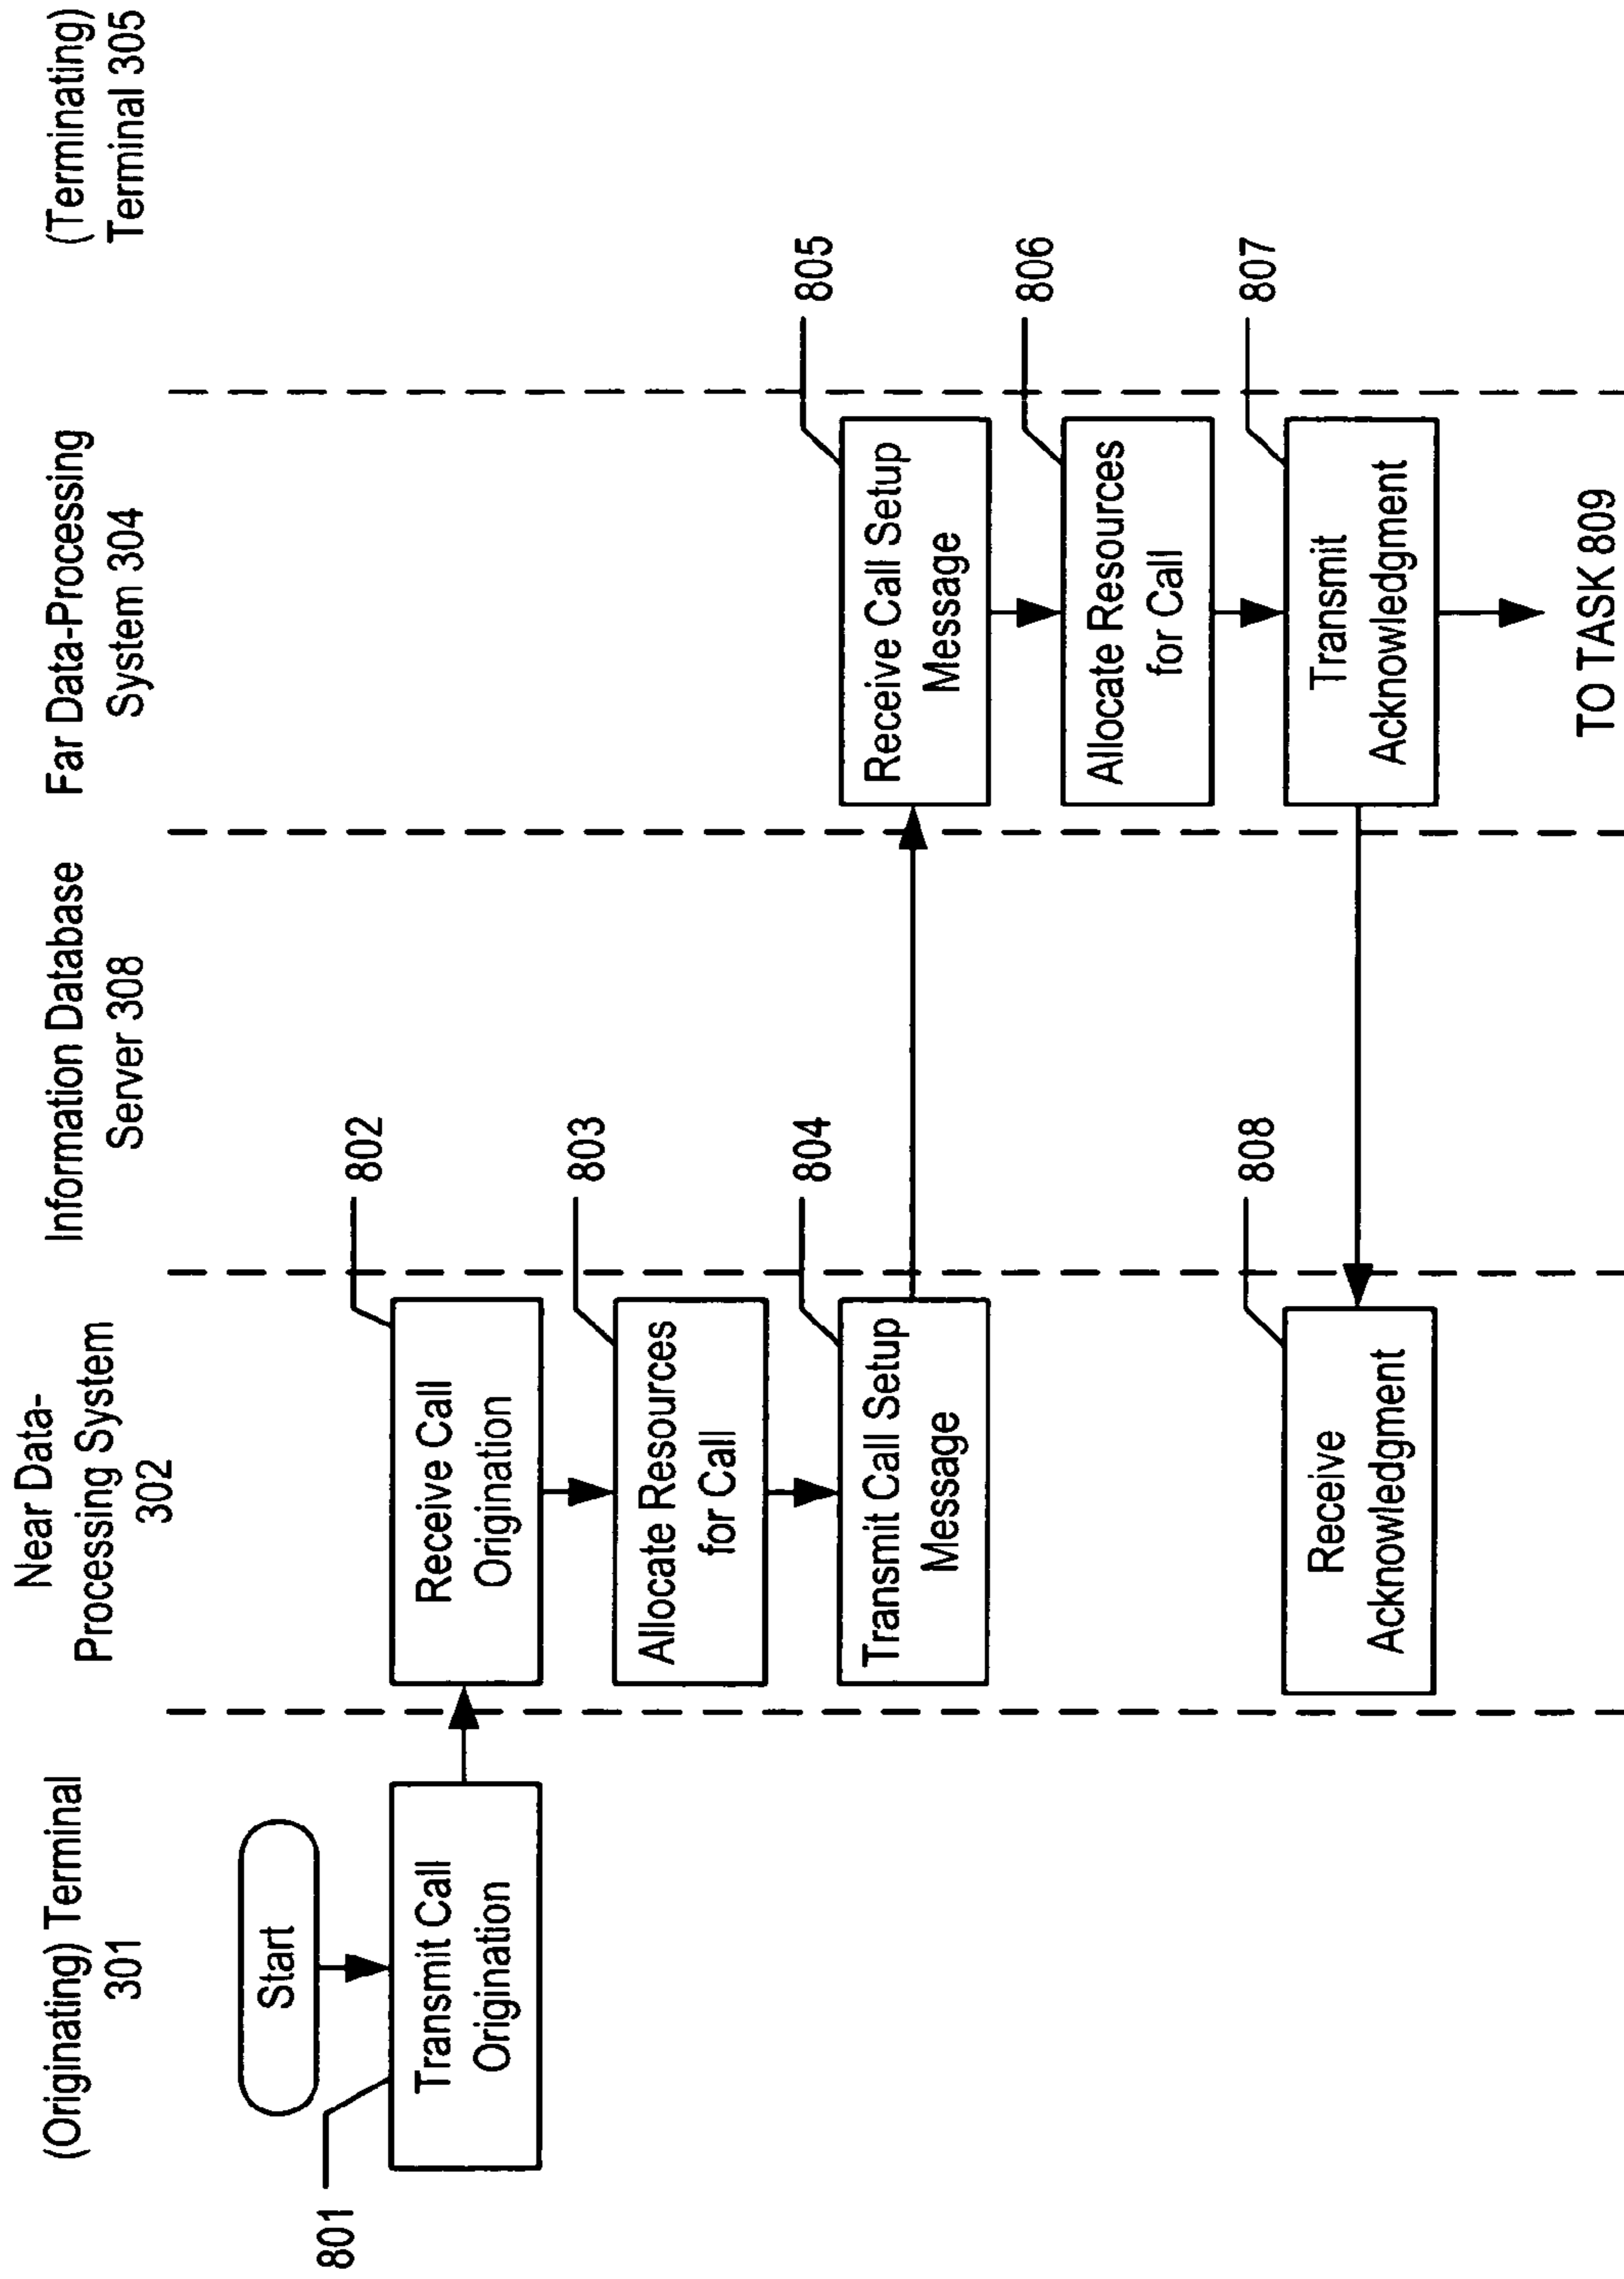 (Originating) Terminal
301
Near Data-
Processing System
302
Information Database
Server 308
Far Data-Processing
System 304
(Terminating)
Terminal 305
Start
801
Transmit Call
Origination
802
Receive Call
Origination
803
Allocate Resources
for Call
804
Transmit Call Setup
Message
805
Receive Call Setup
Message
806
Allocate Resources
for Call
807
Transmit
Acknowledgment
808
Receive
Acknowledgment
TO TASK 809